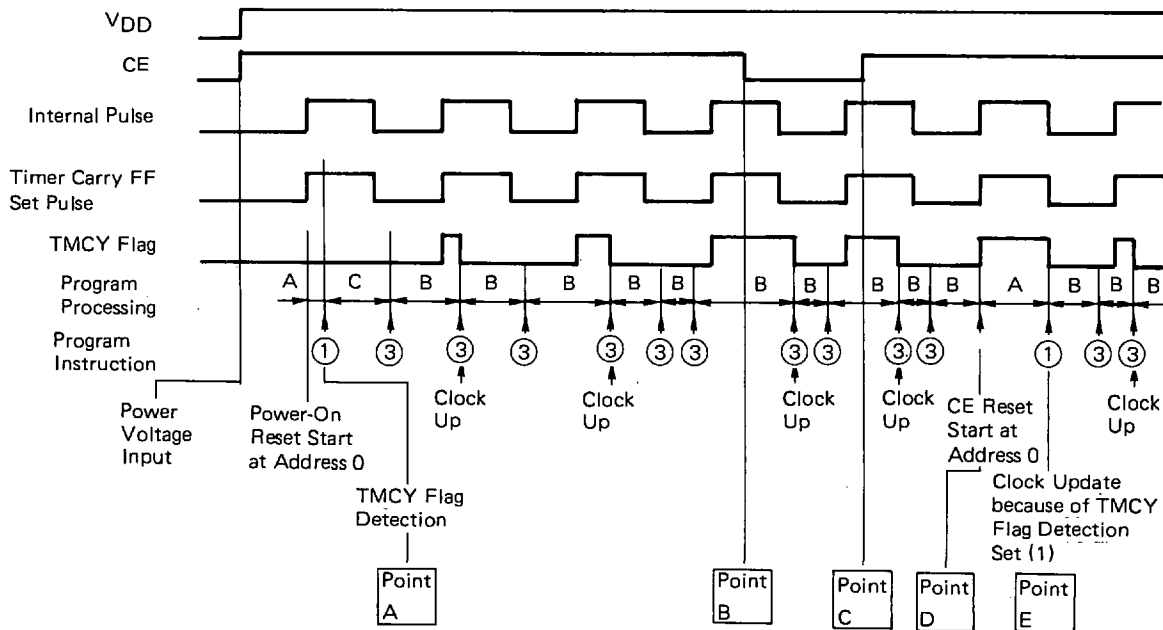 VDD
CE
Internal Pulse
Timer Carry FF
Set Pulse
TMCY Flag
Program
Processing
A C B B B B B B B B B A B B B
Program
Instruction
1 3 3 3 3 3 3 3 3 3 3 1 3 3
Clock
Up
Clock
Up
Clock
Up
Clock
Up
Clock
Up
Power
Voltage
Input
Power-On
Reset Start
at Address 0
CE Reset
Start at
Address 0
TMCY Flag
Detection
Clock Update
because of TMCY
Flag Detection
Set (1)
Point
A
Point
B
Point
C
Point
D
Point
E